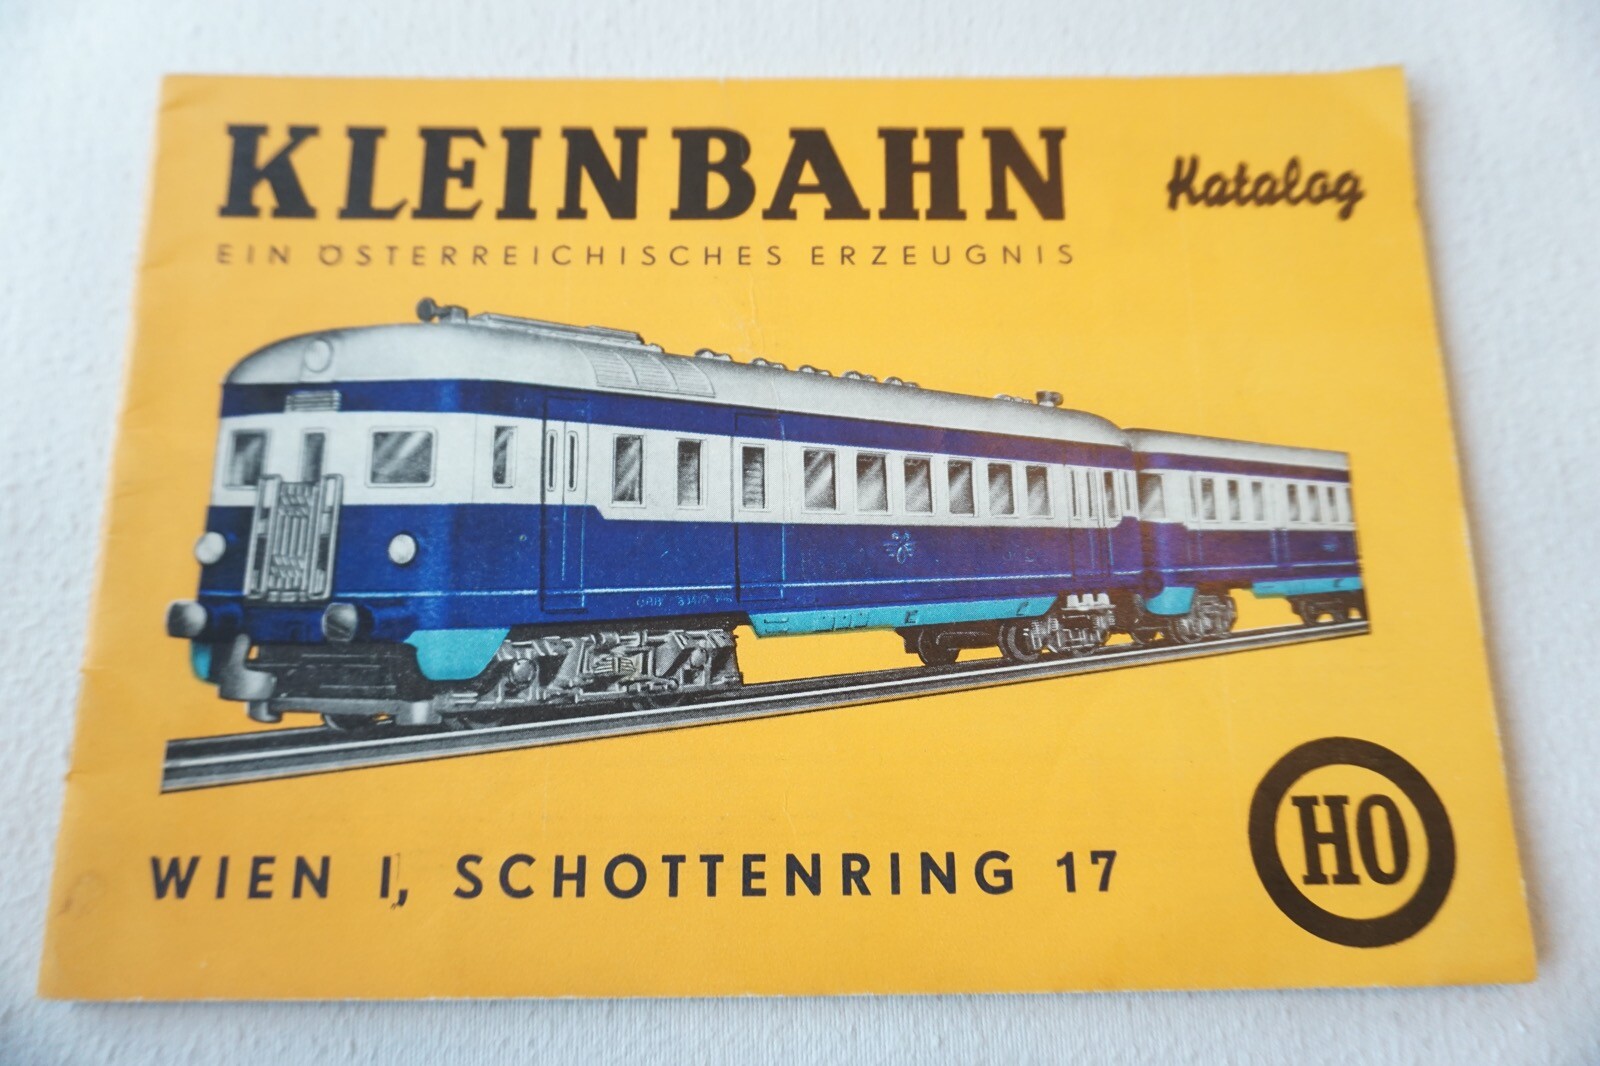 KLEINBAHN
Katalog
EIN ÖSTERREICHISCHES ERZEUGNIS
WIEN I, SCHOTTENRING 17
HO